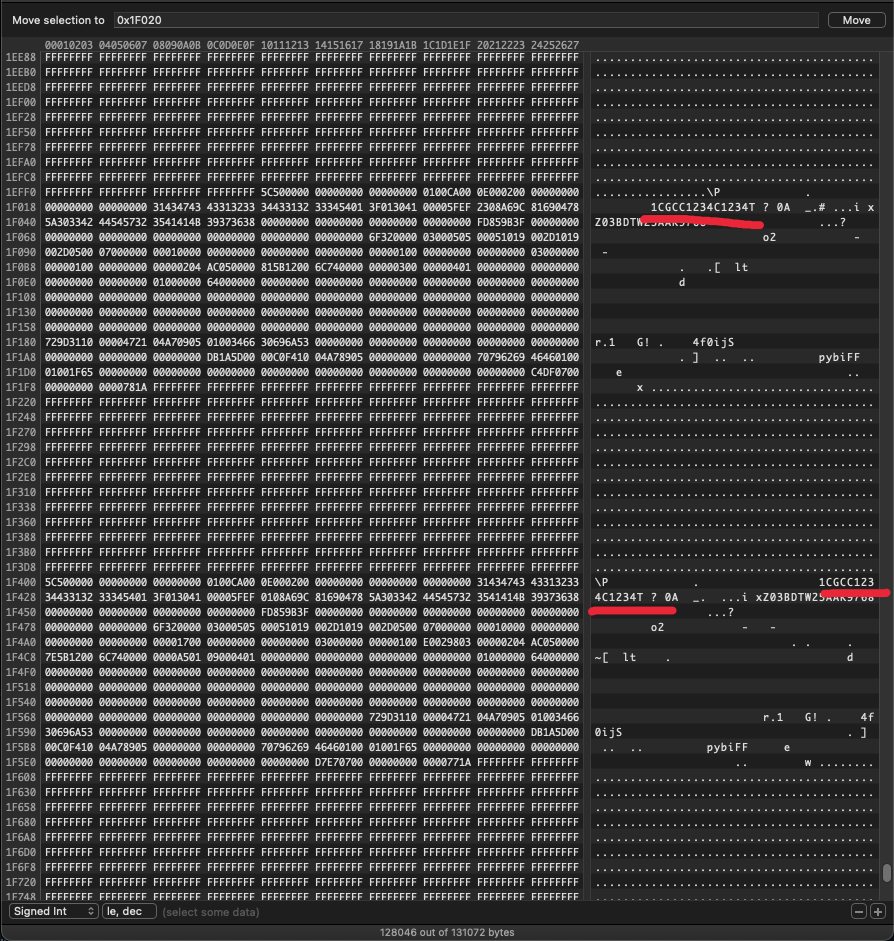 Move selection to 0x1F020 Move
00010203 04050607 08090A0B 0C0D0E0F 10111213 14151617 18191A1B 1C1D1E1F 20212223 24252627
1EE88 FFFFFFFF FFFFFFFF FFFFFFFF FFFFFFFF FFFFFFFF FFFFFFFF FFFFFFFF FFFFFFFF FFFFFFFF FFFFFFFF ........................................
1EEB0 FFFFFFFF FFFFFFFF FFFFFFFF FFFFFFFF FFFFFFFF FFFFFFFF FFFFFFFF FFFFFFFF FFFFFFFF FFFFFFFF ........................................
1EED8 FFFFFFFF FFFFFFFF FFFFFFFF FFFFFFFF FFFFFFFF FFFFFFFF FFFFFFFF FFFFFFFF FFFFFFFF FFFFFFFF ........................................
1EF00 FFFFFFFF FFFFFFFF FFFFFFFF FFFFFFFF FFFFFFFF FFFFFFFF FFFFFFFF FFFFFFFF FFFFFFFF FFFFFFFF ........................................
1EF28 FFFFFFFF FFFFFFFF FFFFFFFF FFFFFFFF FFFFFFFF FFFFFFFF FFFFFFFF FFFFFFFF FFFFFFFF FFFFFFFF ........................................
1EF50 FFFFFFFF FFFFFFFF FFFFFFFF FFFFFFFF FFFFFFFF FFFFFFFF FFFFFFFF FFFFFFFF FFFFFFFF FFFFFFFF ........................................
1EF78 FFFFFFFF FFFFFFFF FFFFFFFF FFFFFFFF FFFFFFFF FFFFFFFF FFFFFFFF FFFFFFFF FFFFFFFF FFFFFFFF ........................................
1EFA0 FFFFFFFF FFFFFFFF FFFFFFFF FFFFFFFF FFFFFFFF FFFFFFFF FFFFFFFF FFFFFFFF FFFFFFFF FFFFFFFF ........................................
1EFC8 FFFFFFFF FFFFFFFF FFFFFFFF FFFFFFFF FFFFFFFF FFFFFFFF FFFFFFFF FFFFFFFF FFFFFFFF FFFFFFFF ........................................
1EFF0 FFFFFFFF FFFFFFFF FFFFFFFF FFFFFFFF 5C500000 00000000 00000000 0100CA00 0E000200 00000000 ................\P .
1F018 00000000 00000000 31434743 43313233 34433132 33345401 3F013041 00005FEF 2308A69C 81690478 1CGCC1234C1234T ? 0A _.# ...i x
1F040 5A303342 44545732 3541414B 39373638 00000000 00000000 00000000 FD859B3F 00000000 00000000 Z03BDTW25AAK9768 ...?
1F068 00000000 00000000 00000000 00000000 00000000 00000000 6F320000 03000505 00051019 002D1019 o2 -
1F090 002D0500 07000000 00010000 00000000 00000000 00000000 00000100 00000000 00000000 03000000 -
1F0B8 00000100 00000000 00000204 AC050000 815B1200 6C740000 00000300 00000401 00000000 00000000 . .[ lt
1F0E0 00000000 00000000 01000000 64000000 00000000 00000000 00000000 00000000 00000000 00000000 d
1F108 00000000 00000000 00000000 00000000 00000000 00000000 00000000 00000000 00000000 00000000
1F130 00000000 00000000 00000000 00000000 00000000 00000000 00000000 00000000 00000000 00000000
1F158 00000000 00000000 00000000 00000000 00000000 00000000 00000000 00000000 00000000 00000000
1F180 729D3110 00004721 04A70905 01003466 30696A53 00000000 00000000 00000000 00000000 00000000 r.1 G! . 4f0ijS
1F1A8 00000000 00000000 00000000 DB1A5D00 00C0F410 04A78905 00000000 00000000 70796269 46460100 . ] .. .. pybiFF
1F1D0 01001F65 00000000 00000000 00000000 00000000 00000000 00000000 00000000 00000000 C4DF0700 e ..
1F1F8 00000000 0000781A FFFFFFFF FFFFFFFF FFFFFFFF FFFFFFFF FFFFFFFF FFFFFFFF FFFFFFFF FFFFFFFF x ................................
1F220 FFFFFFFF FFFFFFFF FFFFFFFF FFFFFFFF FFFFFFFF FFFFFFFF FFFFFFFF FFFFFFFF FFFFFFFF FFFFFFFF ........................................
1F248 FFFFFFFF FFFFFFFF FFFFFFFF FFFFFFFF FFFFFFFF FFFFFFFF FFFFFFFF FFFFFFFF FFFFFFFF FFFFFFFF ........................................
1F270 FFFFFFFF FFFFFFFF FFFFFFFF FFFFFFFF FFFFFFFF FFFFFFFF FFFFFFFF FFFFFFFF FFFFFFFF FFFFFFFF ........................................
1F298 FFFFFFFF FFFFFFFF FFFFFFFF FFFFFFFF FFFFFFFF FFFFFFFF FFFFFFFF FFFFFFFF FFFFFFFF FFFFFFFF ........................................
1F2C0 FFFFFFFF FFFFFFFF FFFFFFFF FFFFFFFF FFFFFFFF FFFFFFFF FFFFFFFF FFFFFFFF FFFFFFFF FFFFFFFF ........................................
1F2E8 FFFFFFFF FFFFFFFF FFFFFFFF FFFFFFFF FFFFFFFF FFFFFFFF FFFFFFFF FFFFFFFF FFFFFFFF FFFFFFFF ........................................
1F310 FFFFFFFF FFFFFFFF FFFFFFFF FFFFFFFF FFFFFFFF FFFFFFFF FFFFFFFF FFFFFFFF FFFFFFFF FFFFFFFF ........................................
1F338 FFFFFFFF FFFFFFFF FFFFFFFF FFFFFFFF FFFFFFFF FFFFFFFF FFFFFFFF FFFFFFFF FFFFFFFF FFFFFFFF ........................................
1F360 FFFFFFFF FFFFFFFF FFFFFFFF FFFFFFFF FFFFFFFF FFFFFFFF FFFFFFFF FFFFFFFF FFFFFFFF FFFFFFFF ........................................
1F388 FFFFFFFF FFFFFFFF FFFFFFFF FFFFFFFF FFFFFFFF FFFFFFFF FFFFFFFF FFFFFFFF FFFFFFFF FFFFFFFF ........................................
1F3B0 FFFFFFFF FFFFFFFF FFFFFFFF FFFFFFFF FFFFFFFF FFFFFFFF FFFFFFFF FFFFFFFF FFFFFFFF FFFFFFFF ........................................
1F3D8 FFFFFFFF FFFFFFFF FFFFFFFF FFFFFFFF FFFFFFFF FFFFFFFF FFFFFFFF FFFFFFFF FFFFFFFF FFFFFFFF ........................................
1F400 5C500000 00000000 00000000 0100CA00 0E000200 00000000 00000000 00000000 31434743 43313233 \P . 1CGCC123
1F428 34433132 33345401 3F013041 00005FEF 0108A69C 81690478 5A303342 44545732 3541414B 39373638 4C1234T ? 0A _. ...i xZ03BDTW25AAK9768
1F450 00000000 00000000 00000000 00000000 FD859B3F 00000000 00000000 00000000 00000000 00000000 ...?
1F478 00000000 00000000 6F320000 03000505 00051019 002D1019 002D0500 07000000 00010000 00000000 o2 - -
1F4A0 00000000 00000000 00001700 00000000 00000000 03000000 00000100 E0029803 00000204 AC050000 . . .
1F4C8 7E5B1200 6C740000 0000A501 09000401 00000000 00000000 00000000 00000000 01000000 64000000 ~[ lt . d
1F4F0 00000000 00000000 00000000 00000000 00000000 00000000 00000000 00000000 00000000 00000000
1F518 00000000 00000000 00000000 00000000 00000000 00000000 00000000 00000000 00000000 00000000
1F540 00000000 00000000 00000000 00000000 00000000 00000000 00000000 00000000 00000000 00000000
1F568 00000000 00000000 00000000 00000000 00000000 00000000 729D3110 00004721 04A70905 01003466 r.1 G! . 4f
1F590 30696A53 00000000 00000000 00000000 00000000 00000000 00000000 00000000 00000000 DB1A5D00 0ijS . ]
1F5B8 00C0F410 04A78905 00000000 00000000 70796269 46460100 01001F65 00000000 00000000 00000000 .. .. pybiFF e
1F5E0 00000000 00000000 00000000 00000000 00000000 D7E70700 00000000 0000771A FFFFFFFF FFFFFFFF .. w ........
1F608 FFFFFFFF FFFFFFFF FFFFFFFF FFFFFFFF FFFFFFFF FFFFFFFF FFFFFFFF FFFFFFFF FFFFFFFF FFFFFFFF ........................................
1F630 FFFFFFFF FFFFFFFF FFFFFFFF FFFFFFFF FFFFFFFF FFFFFFFF FFFFFFFF FFFFFFFF FFFFFFFF FFFFFFFF ........................................
1F658 FFFFFFFF FFFFFFFF FFFFFFFF FFFFFFFF FFFFFFFF FFFFFFFF FFFFFFFF FFFFFFFF FFFFFFFF FFFFFFFF ........................................
1F680 FFFFFFFF FFFFFFFF FFFFFFFF FFFFFFFF FFFFFFFF FFFFFFFF FFFFFFFF FFFFFFFF FFFFFFFF FFFFFFFF ........................................
1F6A8 FFFFFFFF FFFFFFFF FFFFFFFF FFFFFFFF FFFFFFFF FFFFFFFF FFFFFFFF FFFFFFFF FFFFFFFF FFFFFFFF ........................................
1F6D0 FFFFFFFF FFFFFFFF FFFFFFFF FFFFFFFF FFFFFFFF FFFFFFFF FFFFFFFF FFFFFFFF FFFFFFFF FFFFFFFF ........................................
1F6F8 FFFFFFFF FFFFFFFF FFFFFFFF FFFFFFFF FFFFFFFF FFFFFFFF FFFFFFFF FFFFFFFF FFFFFFFF FFFFFFFF ........................................
1F720 FFFFFFFF FFFFFFFF FFFFFFFF FFFFFFFF FFFFFFFF FFFFFFFF FFFFFFFF FFFFFFFF FFFFFFFF FFFFFFFF ........................................
1F748 FFFFFFFF FFFFFFFF FFFFFFFF FFFFFFFF FFFFFFFF FFFFFFFF FFFFFFFF FFFFFFFF FFFFFFFF FFFFFFFF ........................................
Signed Int le, dec (select some data)
128046 out of 131072 bytes